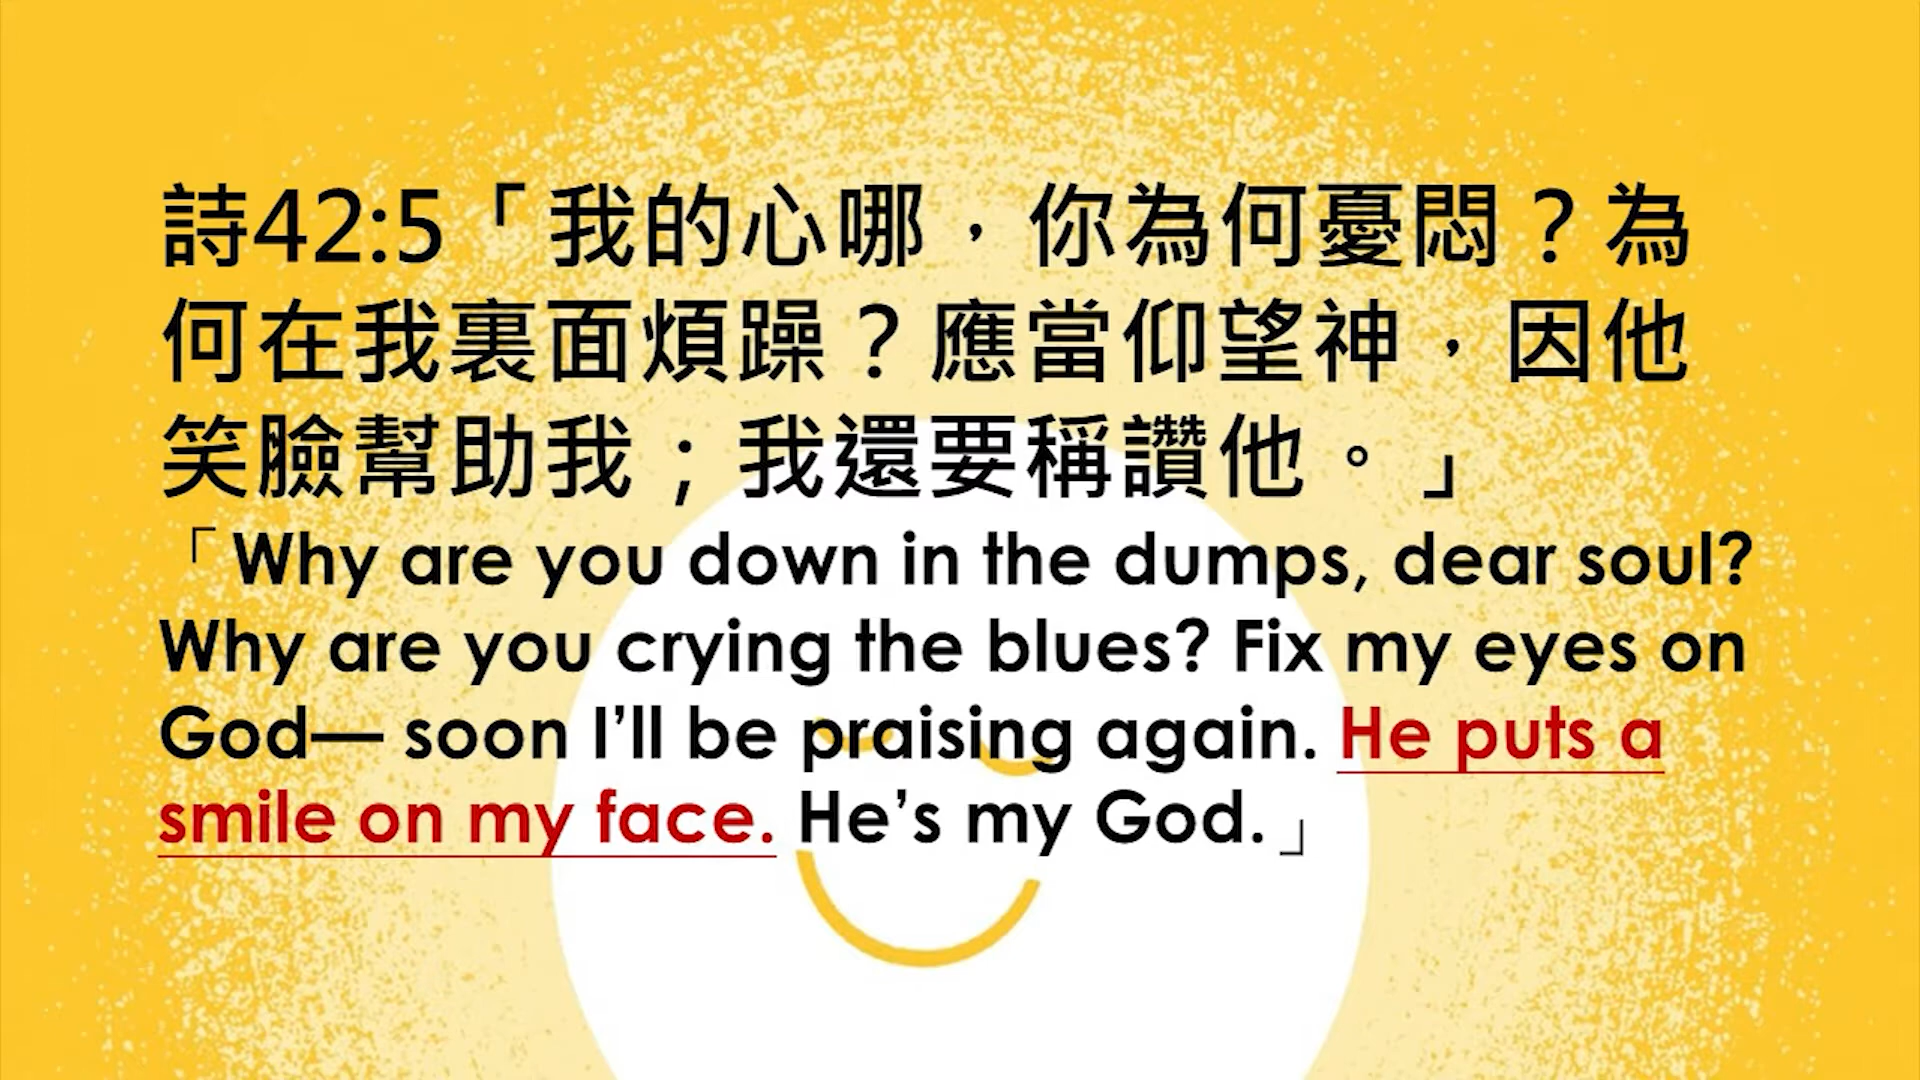 詩42:5「我的心哪，你為何憂悶？為
何在我裏面煩躁？應當仰望神，因他
笑臉幫助我；我還要稱讚他。」
「Why are you down in the dumps, dear soul?
Why are you crying the blues? Fix my eyes on
God— soon I’ll be praising again. He puts a
smile on my face. He’s my God.」